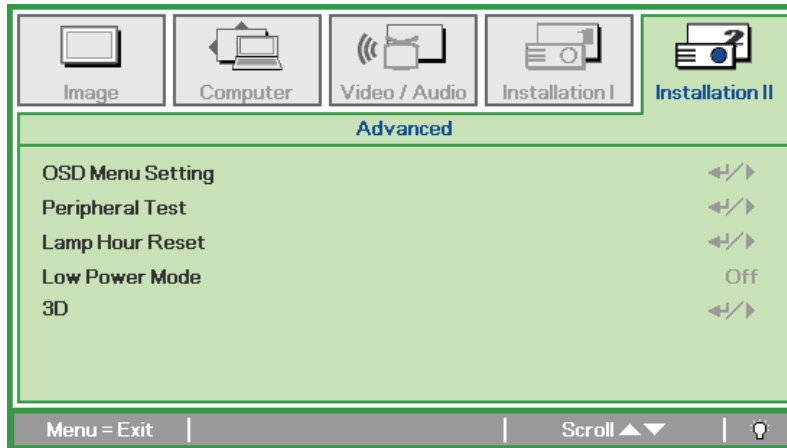 Image Computer Video / Audio Installation I Installation II
Advanced
OSD Menu Setting
Peripheral Test
Lamp Hour Reset
Low Power Mode Off
3D
Menu = Exit Scroll